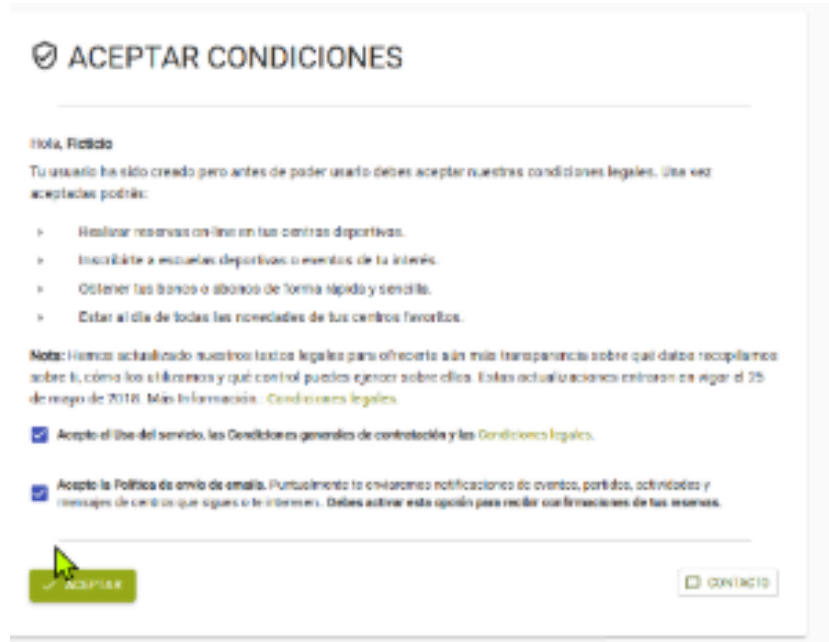 ACEPTAR CONDICIONES
Hola, Ficticio
Tu usuario ha sido creado pero antes de poder usarlo debes aceptar nuestras condiciones legales. Una vez
aceptadas podrás:
Realizar reservas on-line en tus centros deportivos.
Inscribirte a escuelas deportivas o eventos de tu interés.
Obtener tus bonos o abonos de forma rápida y sencilla.
Estar al día de todas las novedades de tus centros favoritos.
Nota: Hemos actualizado nuestros textos legales para ofrecerte aún más transparencia sobre qué datos recopilamos
sobre ti, cómo los utilizamos y qué control puedes ejercer sobre ellos. Estas actualizaciones entraron en vigor el 25
de mayo de 2018. Más Información.: Condiciones legales.
Acepto el Uso del servicio, las Condiciones generales de contratación y las Condiciones legales.
Acepto la Política de envío de emails. Puntualmente te enviaremos notificaciones de eventos, partidos, actividades y
mensajes de centros que sigues o te interesen. Debes activar esta opción para recibir confirmaciones de tus reservas.
ACEPTAR
CONTACTO